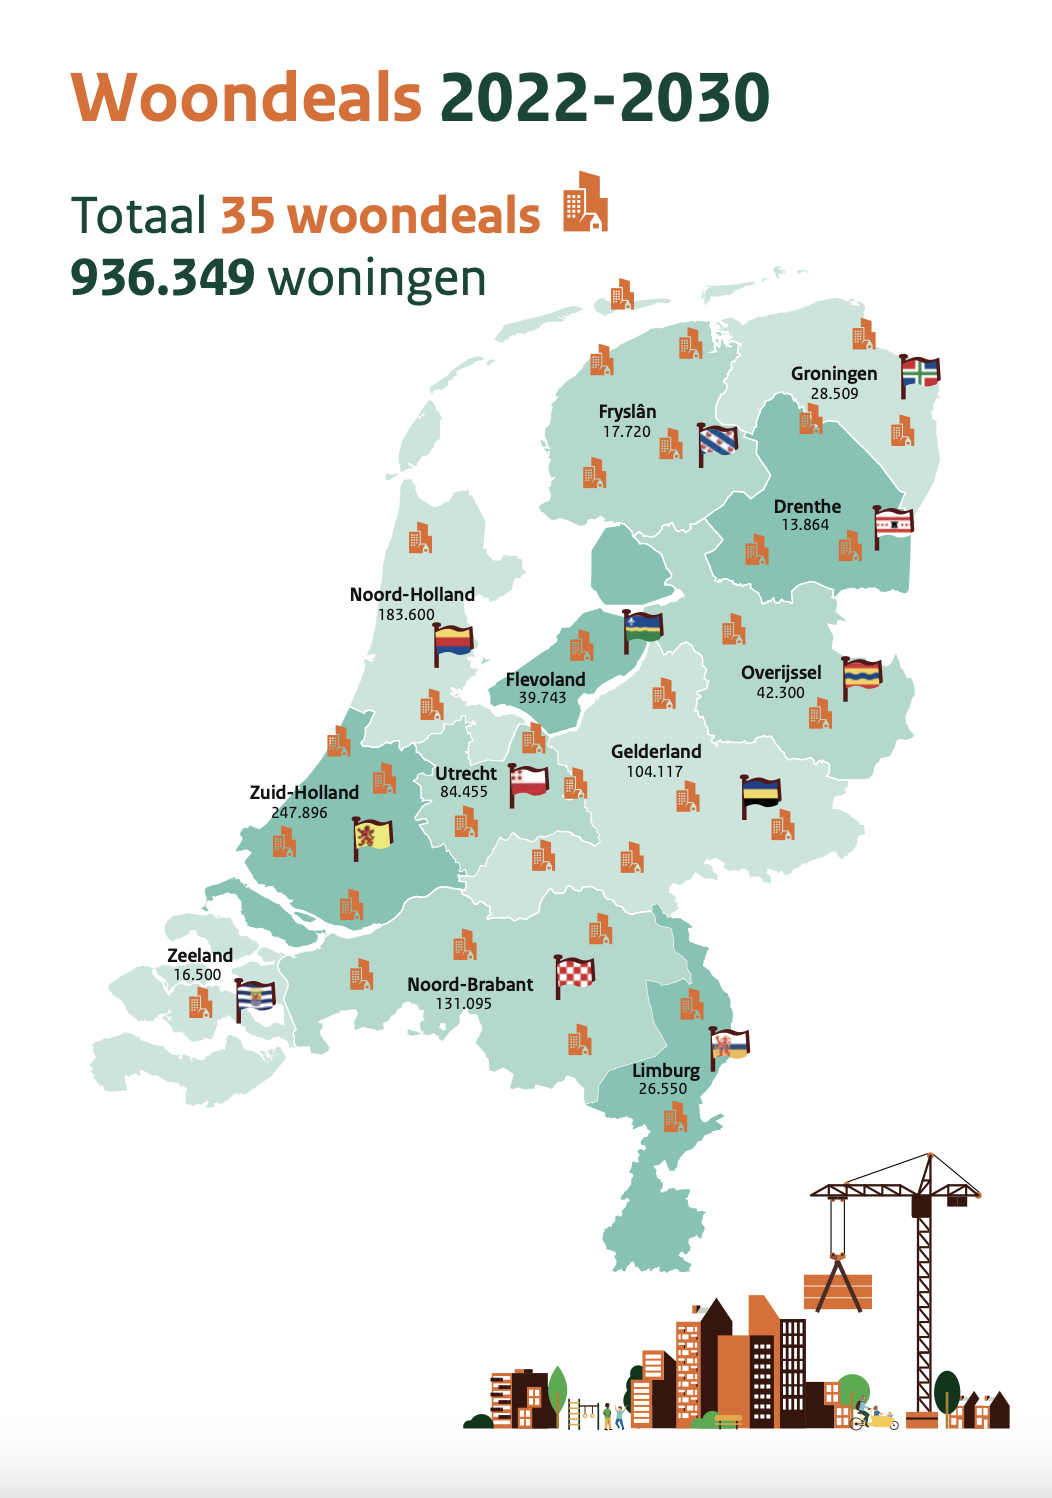 Woondeals 2022-2030
Totaal 35 woondeals
936.349 woningen
Groningen
28.509
Fryslân
17.720
Drenthe
13.864
Noord-Holland
183.600
Flevoland
39.743
Overijssel
42.300
Gelderland
104.117
Utrecht
84.455
Zuid-Holland
247.896
Zeeland
16.500
Noord-Brabant
131.095
Limburg
26.550